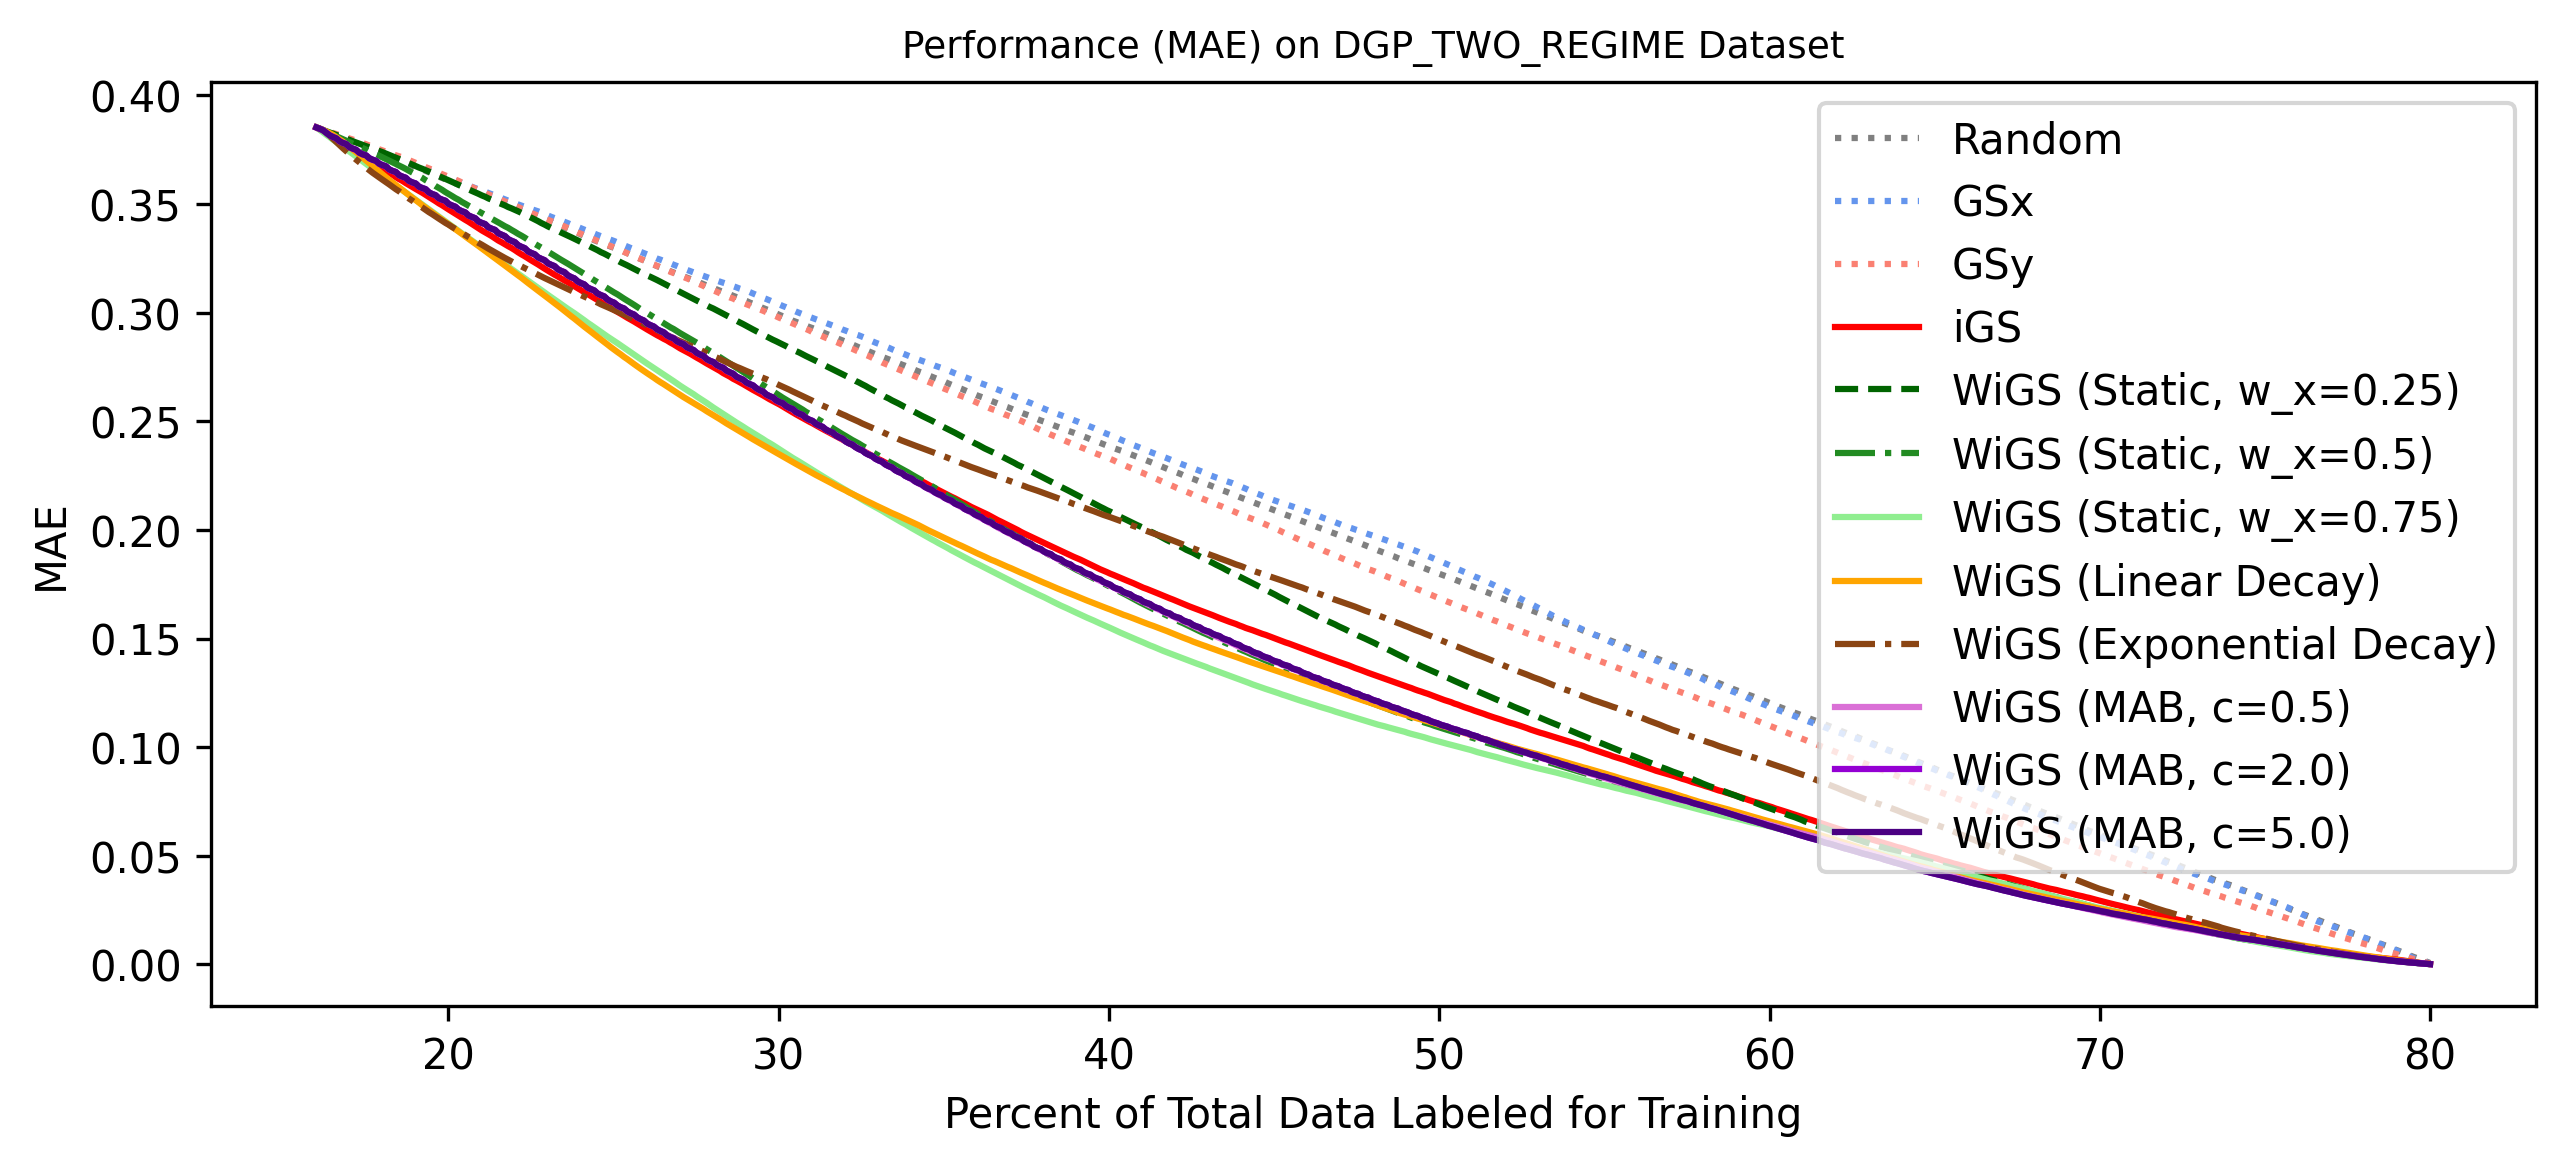 Performance (MAE) on DGP_TWO_REGIME Dataset
0.40
0.35
0.30
0.25
0.20
0.15
0.10
0.05
0.00
MAE
Random
GSx
GSy
iGS
WiGS (Static, w_x=0.25)
WiGS (Static, w_x=0.5)
WiGS (Static, w_x=0.75)
WiGS (Linear Decay)
WiGS (Exponential Decay)
WiGS (MAB, c=0.5)
WiGS (MAB, c=2.0)
WiGS (MAB, c=5.0)
20 30 40 50 60 70 80
Percent of Total Data Labeled for Training